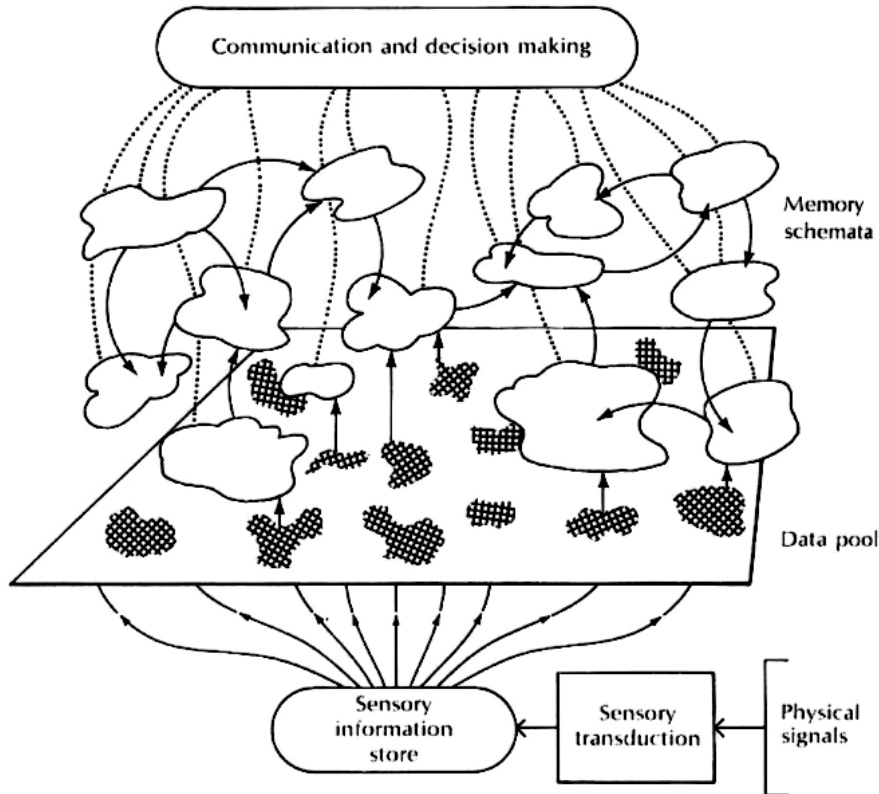 Communication and decision making
Memory
schemata
Data pool
Sensory
information
store
Sensory
transduction
Physical
signals